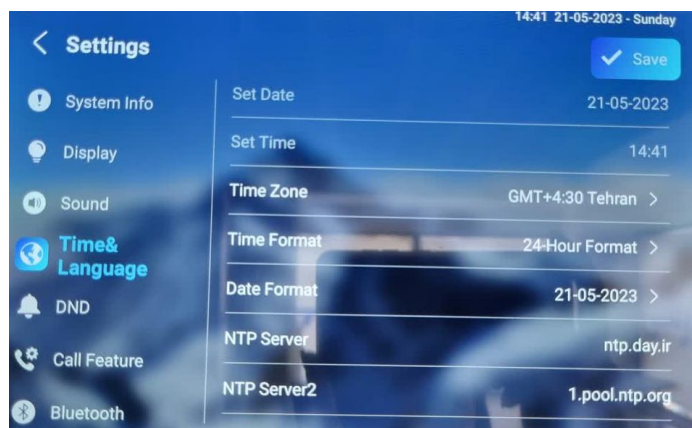 14:41 21-05-2023 - Sunday
Settings
Save
System Info
Display
Sound
Time&
Language
DND
Call Feature
Bluetooth
Set Date 21-05-2023
Set Time 14:41
Time Zone GMT+4:30 Tehran
Time Format 24-Hour Format
Date Format 21-05-2023
NTP Server ntp.day.ir
NTP Server2 1.pool.ntp.org